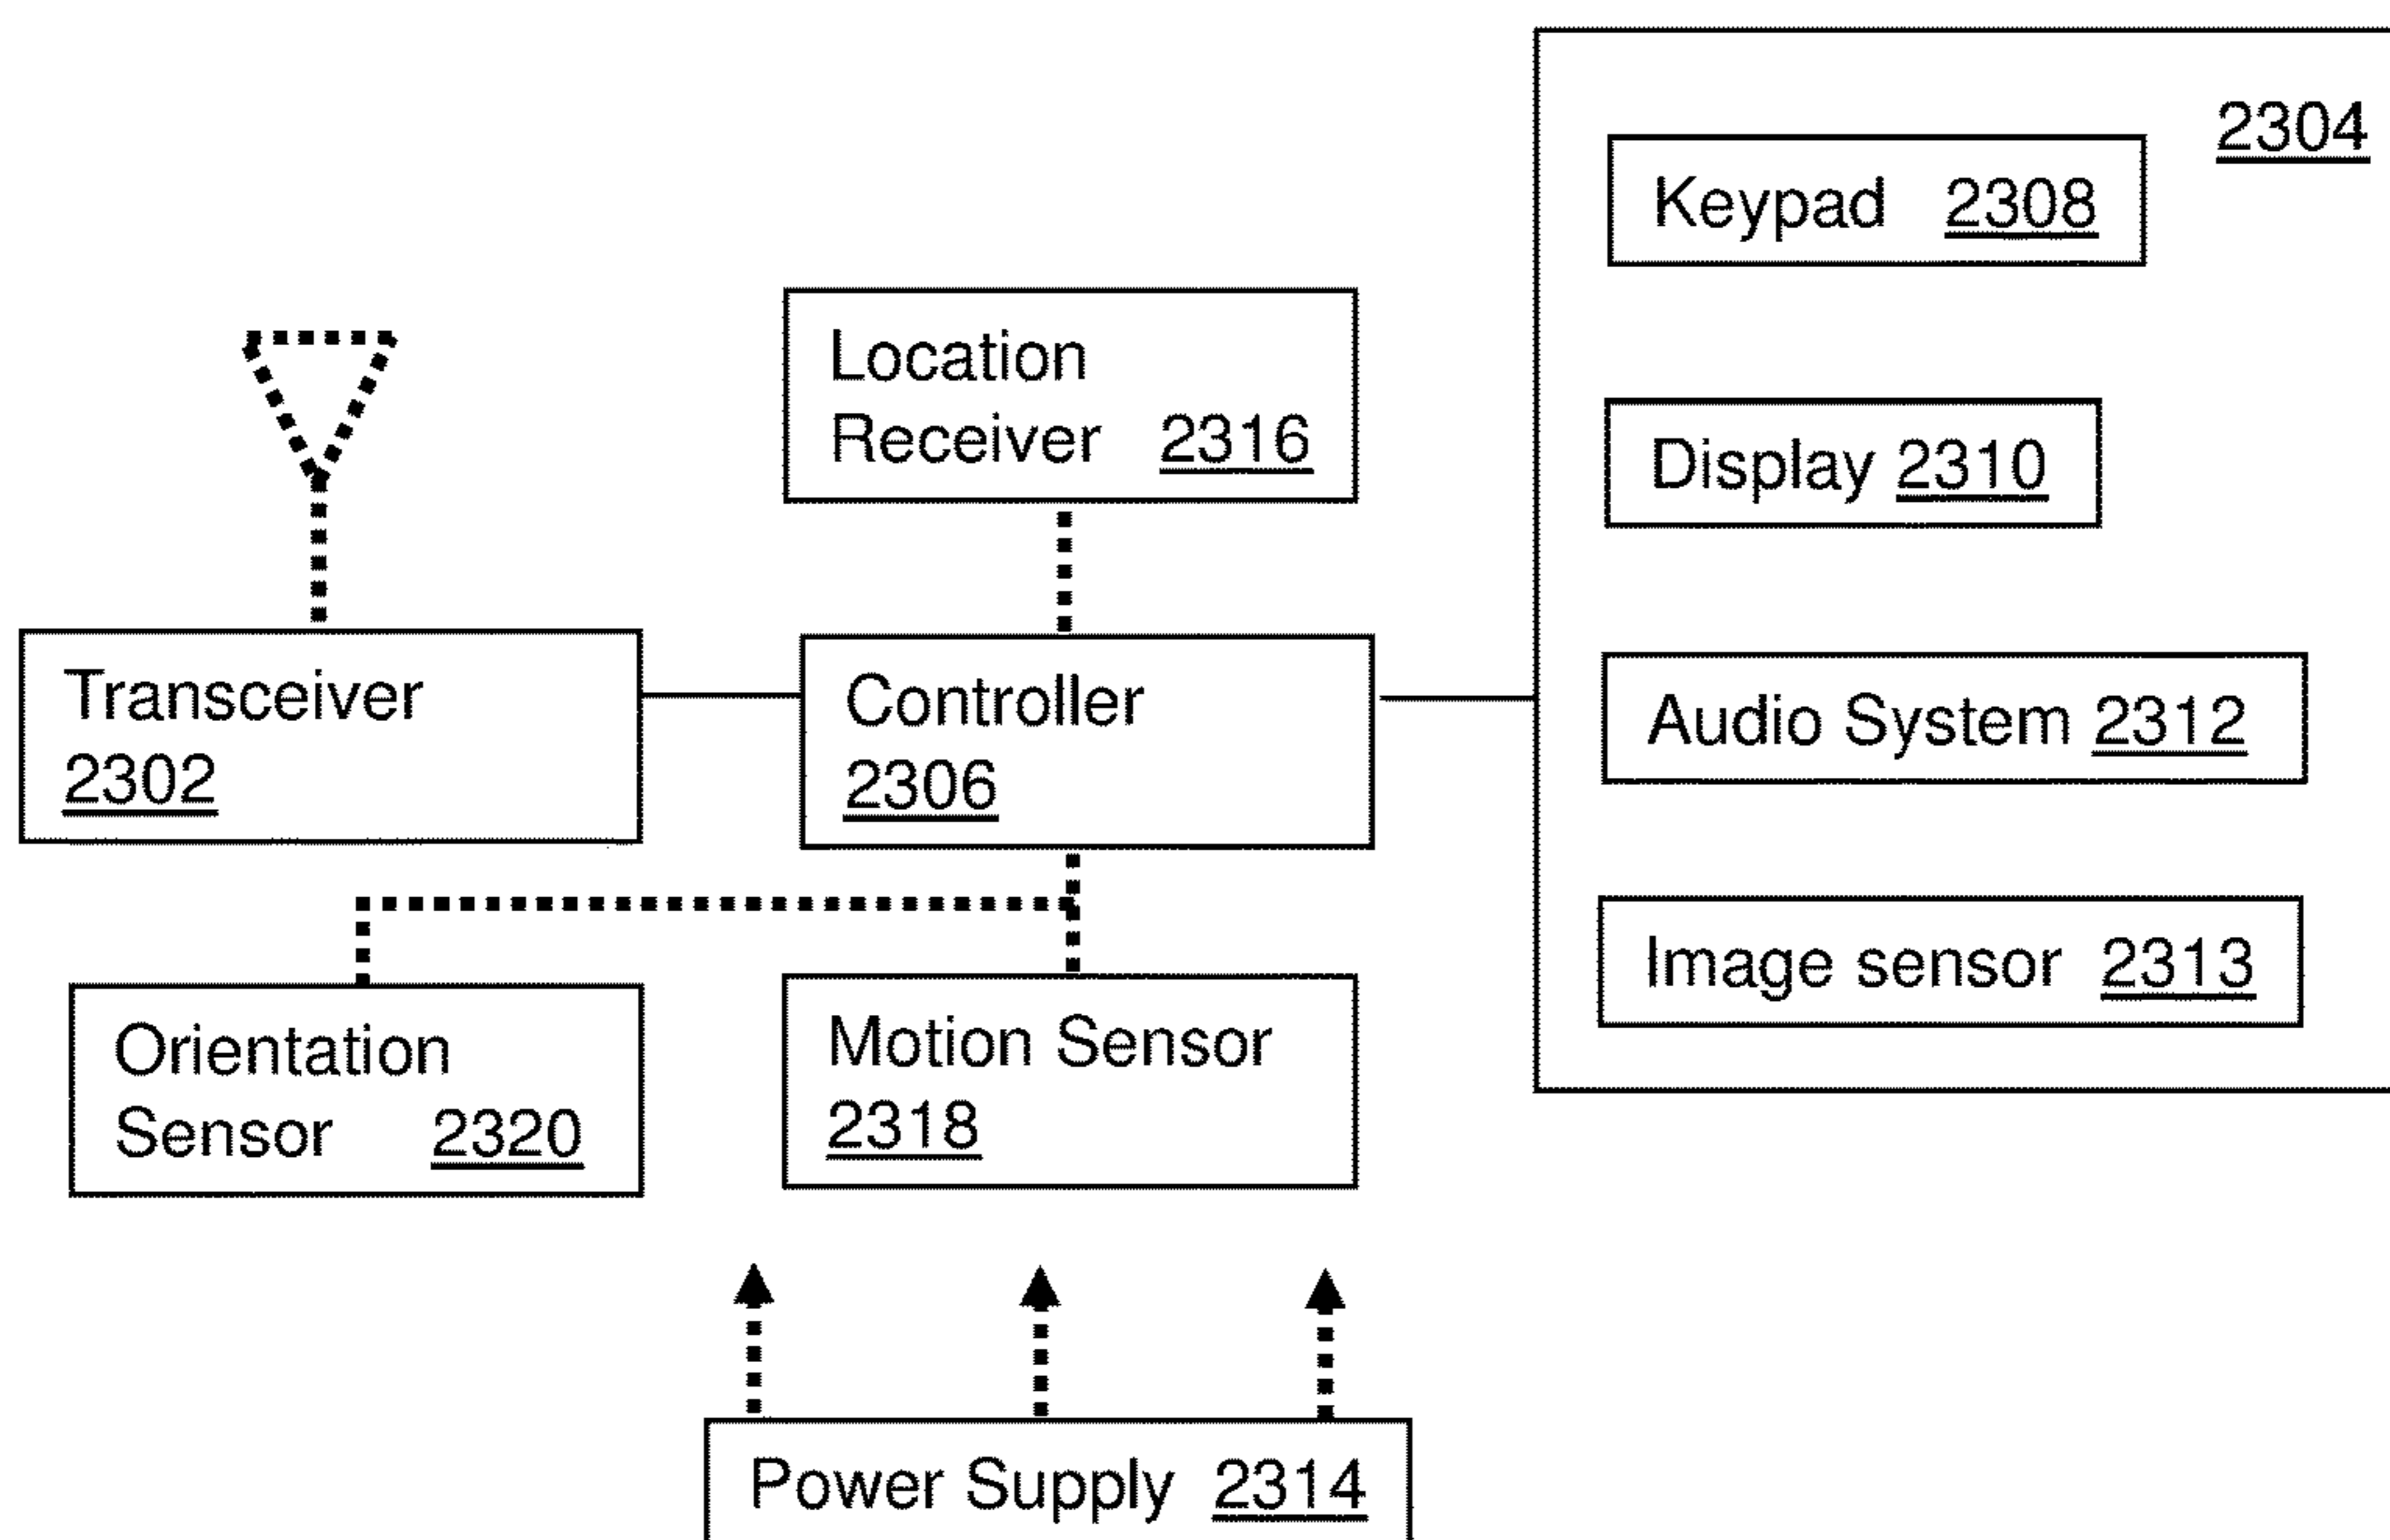 2304
Keypad 2308
Location
Receiver 2316
Display 2310
Transceiver
2302
Controller
2306
Audio System 2312
Image sensor 2313
Orientation
Sensor 2320
Motion Sensor
2318
Power Supply 2314